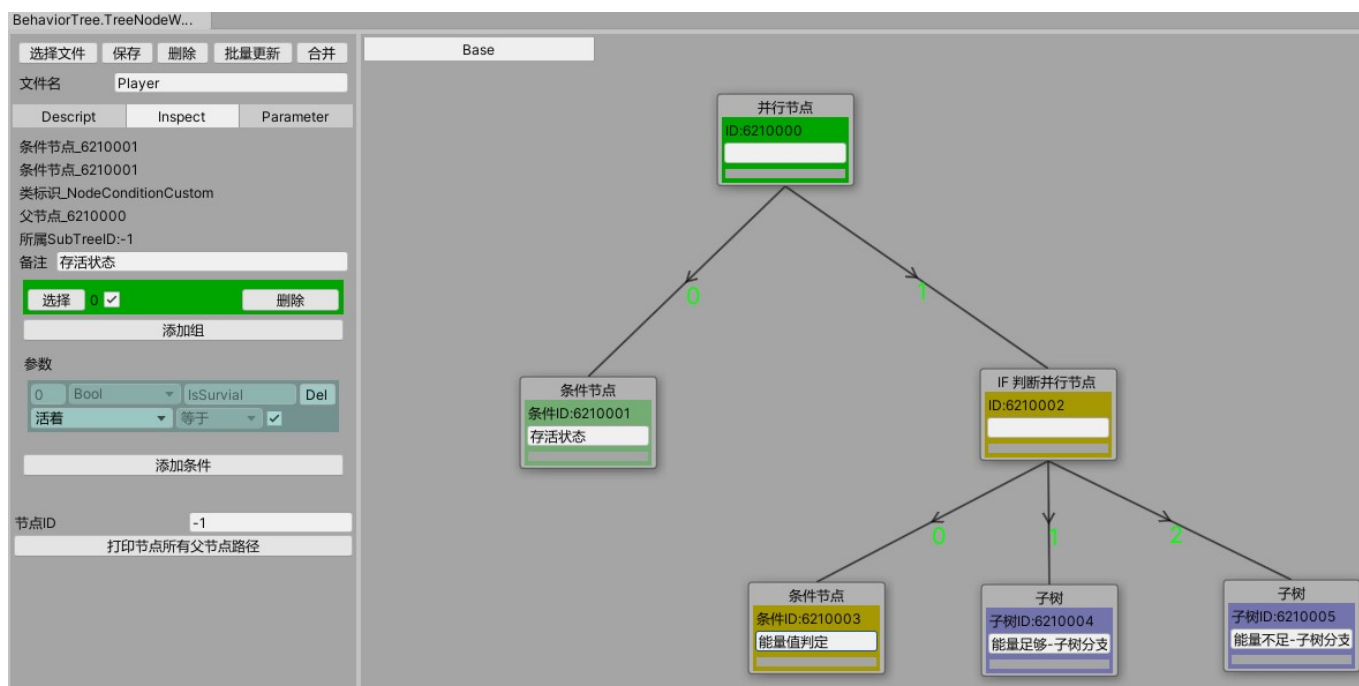 BehaviorTree.TreeNodeW...
选择文件 保存 删除 批量更新 合并
文件名 Player
Descript Inspect Parameter
条件节点_6210001
条件节点_6210001
类标识_NodeConditionCustom
父节点_6210000
所属SubTreeID:-1
备注 存活状态
选择 0 删除
添加组
参数
0 Bool IsSurvial Del
活着 等于
添加条件
节点ID -1
打印节点所有父节点路径
Base
并行节点
ID:6210000
0
1
条件节点
条件ID:6210001
存活状态
IF 判断并行节点
ID:6210002
0
1
2
条件节点
条件ID:6210003
能量值判定
子树
子树ID:6210004
能量足够-子树分支
子树
子树ID:6210005
能量不足-子树分支